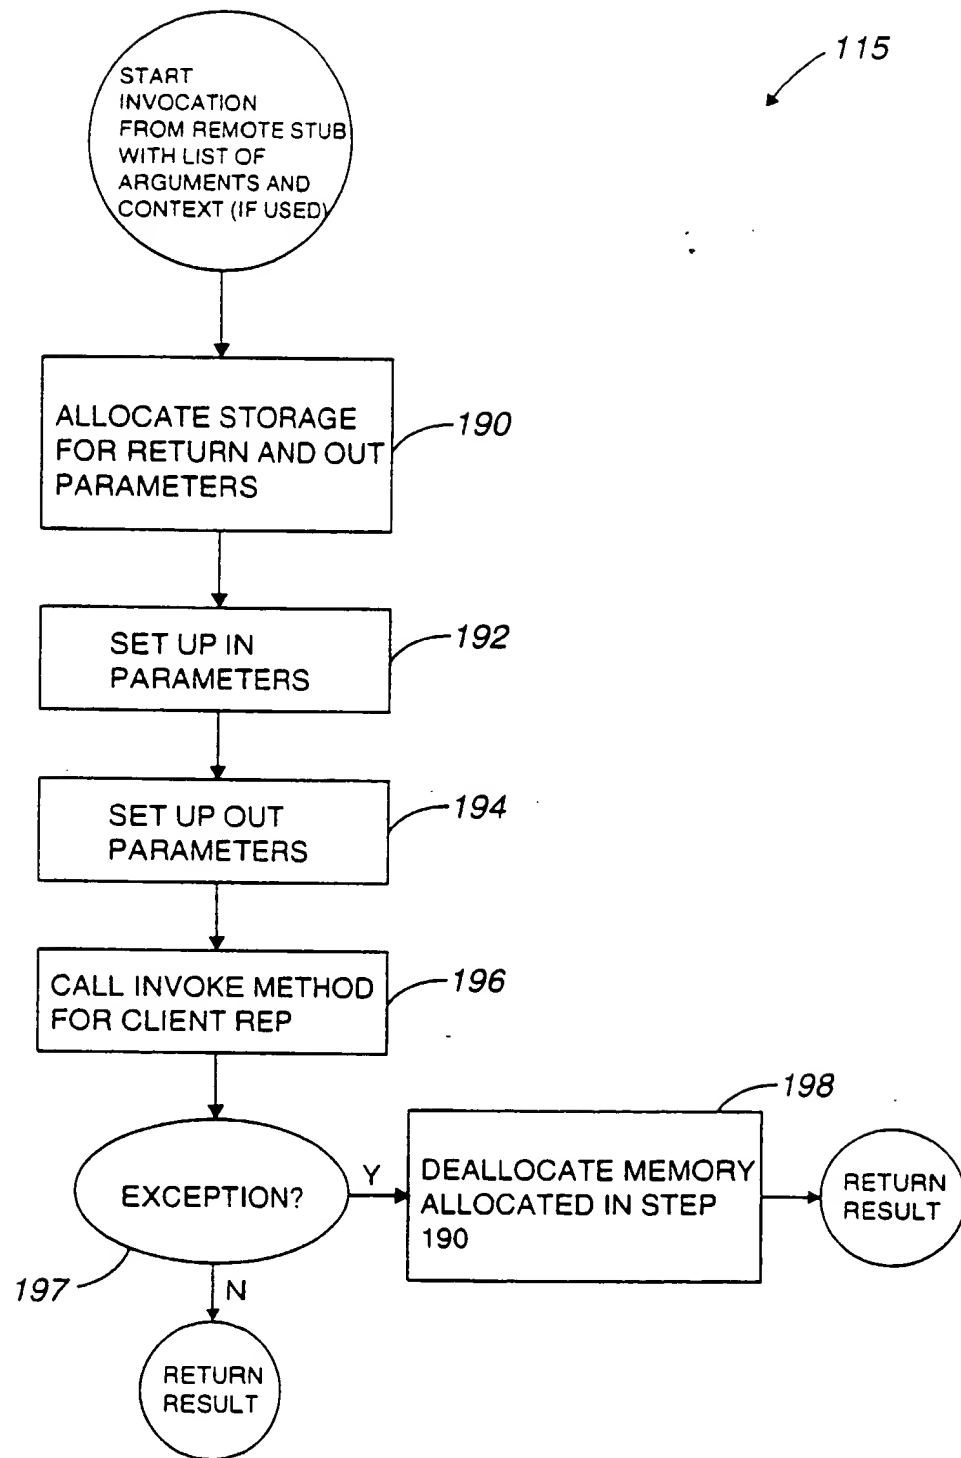 115
START
INVOCATION
FROM REMOTE STUB
WITH LIST OF
ARGUMENTS AND
CONTEXT (IF USED)
ALLOCATE STORAGE
FOR RETURN AND OUT
PARAMETERS
190
SET UP IN
PARAMETERS
192
SET UP OUT
PARAMETERS
194
CALL INVOKE METHOD
FOR CLIENT REP
196
EXCEPTION?
197
Y
N
198
DEALLOCATE MEMORY
ALLOCATED IN STEP
190
RETURN
RESULT
RETURN
RESULT